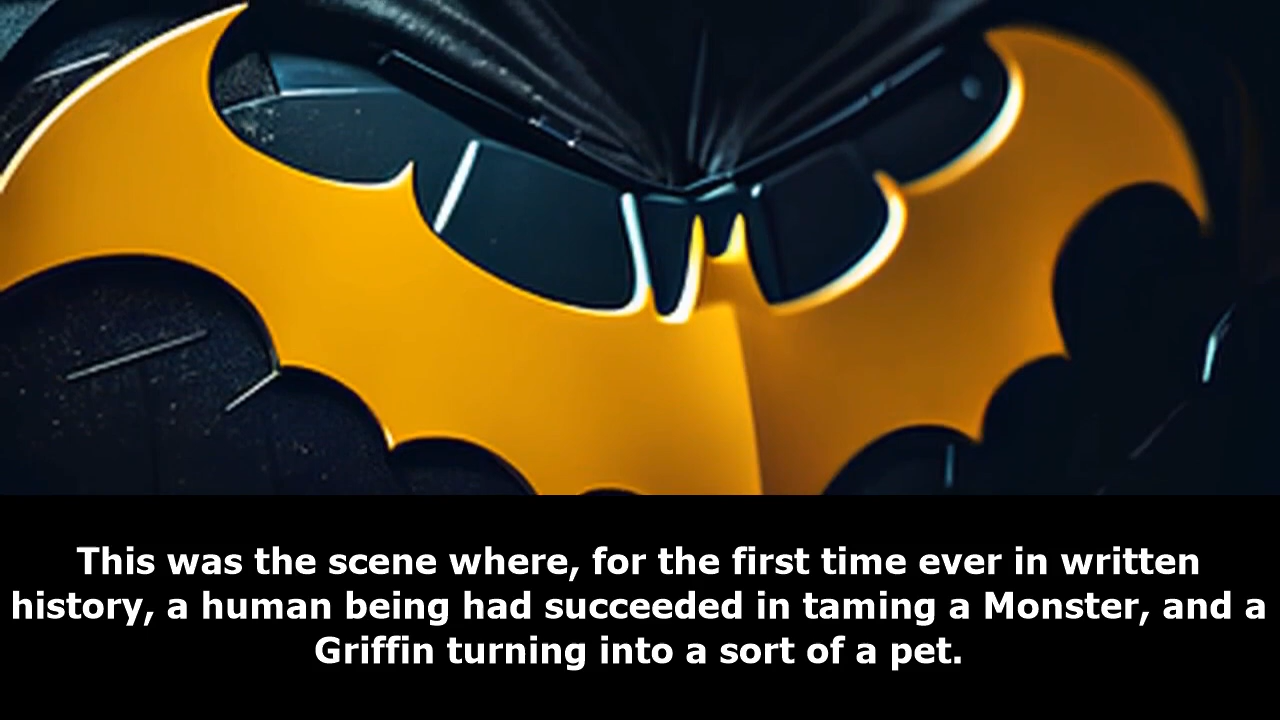 This was the scene where, for the first time ever in written
history, a human being had succeeded in taming a Monster, and a
Griffin turning into a sort of a pet.